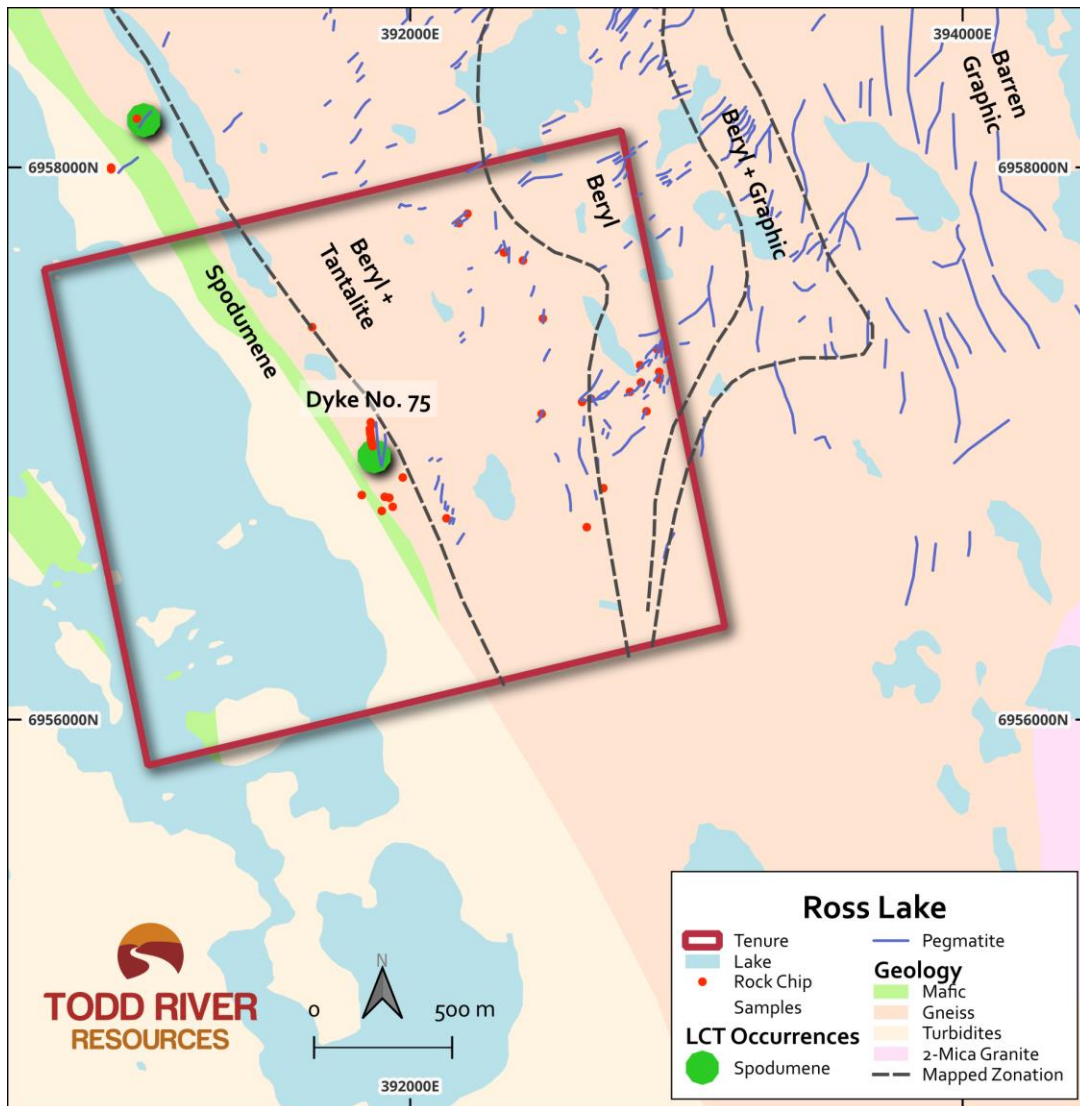 392000E
394000E
Barren
Graphic
Beryl + Graphic
6958000N
6958000N
Beryl
Beryl +
Tantalite
Spodumene
Dyke No. 75
6956000N
6956000N
Ross Lake
Tenure
Lake
Rock Chip
Samples
LCT Occurrences
Spodumene
Pegmatite
Geology
Mafic
Gneiss
Turbidites
2-Mica Granite
Mapped Zonation
TODD RIVER
RESOURCES
N
0 500 m
392000E